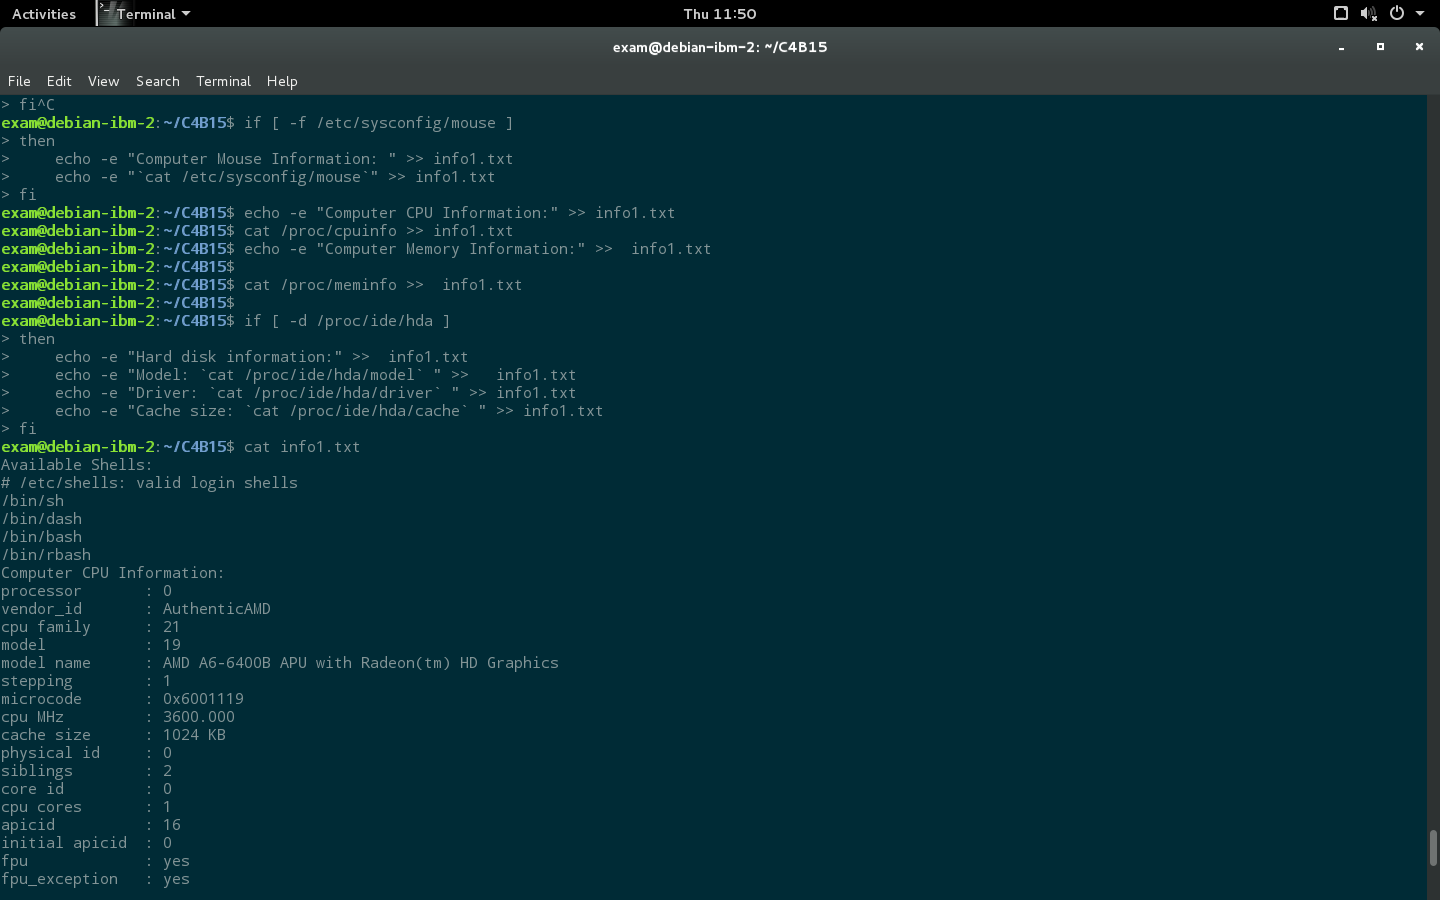 Activities Terminal Thu 11:50
exam@debian-ibm-2: ~/C4B15
File Edit View Search Terminal Help
> fi^C
exam@debian-ibm-2:~/C4B15$ if [ -f /etc/sysconfig/mouse ]
> then
>     echo -e "Computer Mouse Information: " >> info1.txt
>     echo -e "`cat /etc/sysconfig/mouse`" >> info1.txt
> fi
exam@debian-ibm-2:~/C4B15$ echo -e "Computer CPU Information:" >> info1.txt
exam@debian-ibm-2:~/C4B15$ cat /proc/cpuinfo >> info1.txt
exam@debian-ibm-2:~/C4B15$ echo -e "Computer Memory Information:" >>  info1.txt
exam@debian-ibm-2:~/C4B15$
exam@debian-ibm-2:~/C4B15$ cat /proc/meminfo >>  info1.txt
exam@debian-ibm-2:~/C4B15$
exam@debian-ibm-2:~/C4B15$ if [ -d /proc/ide/hda ]
> then
>     echo -e "Hard disk information:" >>  info1.txt
>     echo -e "Model: `cat /proc/ide/hda/model` " >>   info1.txt
>     echo -e "Driver: `cat /proc/ide/hda/driver` " >> info1.txt
>     echo -e "Cache size: `cat /proc/ide/hda/cache` " >> info1.txt
> fi
exam@debian-ibm-2:~/C4B15$ cat info1.txt
Available Shells:
# /etc/shells: valid login shells
/bin/sh
/bin/dash
/bin/bash
/bin/rbash
Computer CPU Information:
processor       : 0
vendor_id       : AuthenticAMD
cpu family      : 21
model           : 19
model name      : AMD A6-6400B APU with Radeon(tm) HD Graphics
stepping        : 1
microcode       : 0x6001119
cpu MHz         : 3600.000
cache size      : 1024 KB
physical id     : 0
siblings        : 2
core id         : 0
cpu cores       : 1
apicid          : 16
initial apicid  : 0
fpu             : yes
fpu_exception   : yes